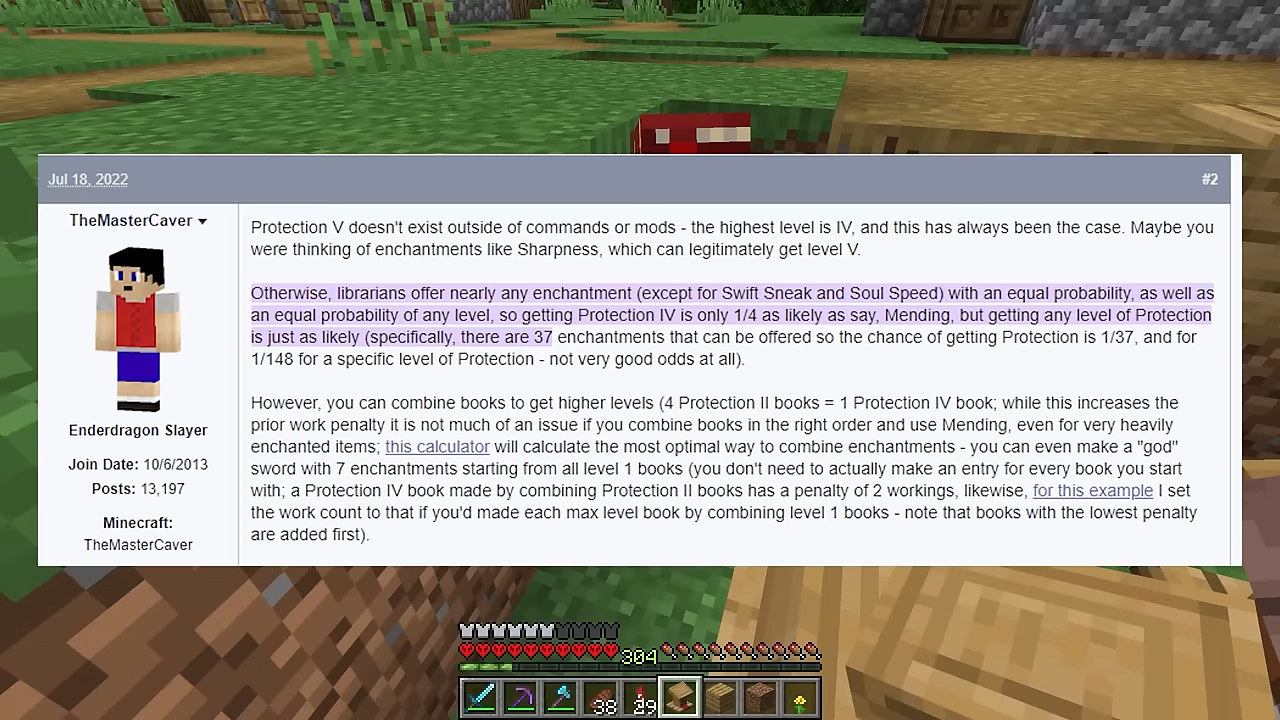 Jul 18, 2022
#2
TheMasterCaver
Enderdragon Slayer
Join Date: 10/6/2013
Posts: 13,197
Minecraft:
TheMasterCaver
Protection V doesn't exist outside of commands or mods - the highest level is IV, and this has always been the case. Maybe you
were thinking of enchantments like Sharpness, which can legitimately get level V.
Otherwise, librarians offer nearly any enchantment (except for Swift Sneak and Soul Speed) with an equal probability, as well as
an equal probability of any level, so getting Protection IV is only 1/4 as likely as say, Mending, but getting any level of Protection
is just as likely (specifically, there are 37 enchantments that can be offered so the chance of getting Protection is 1/37, and for
1/148 for a specific level of Protection - not very good odds at all).
However, you can combine books to get higher levels (4 Protection II books = 1 Protection IV book; while this increases the
prior work penalty it is not much of an issue if you combine books in the right order and use Mending, even for very heavily
enchanted items; this calculator will calculate the most optimal way to combine enchantments - you can even make a "god"
sword with 7 enchantments starting from all level 1 books (you don't need to actually make an entry for every book you start
with; a Protection IV book made by combining Protection II books has a penalty of 2 workings, likewise, for this example I set
the work count to that if you'd made each max level book by combining level 1 books - note that books with the lowest penalty
are added first).
304
38
29